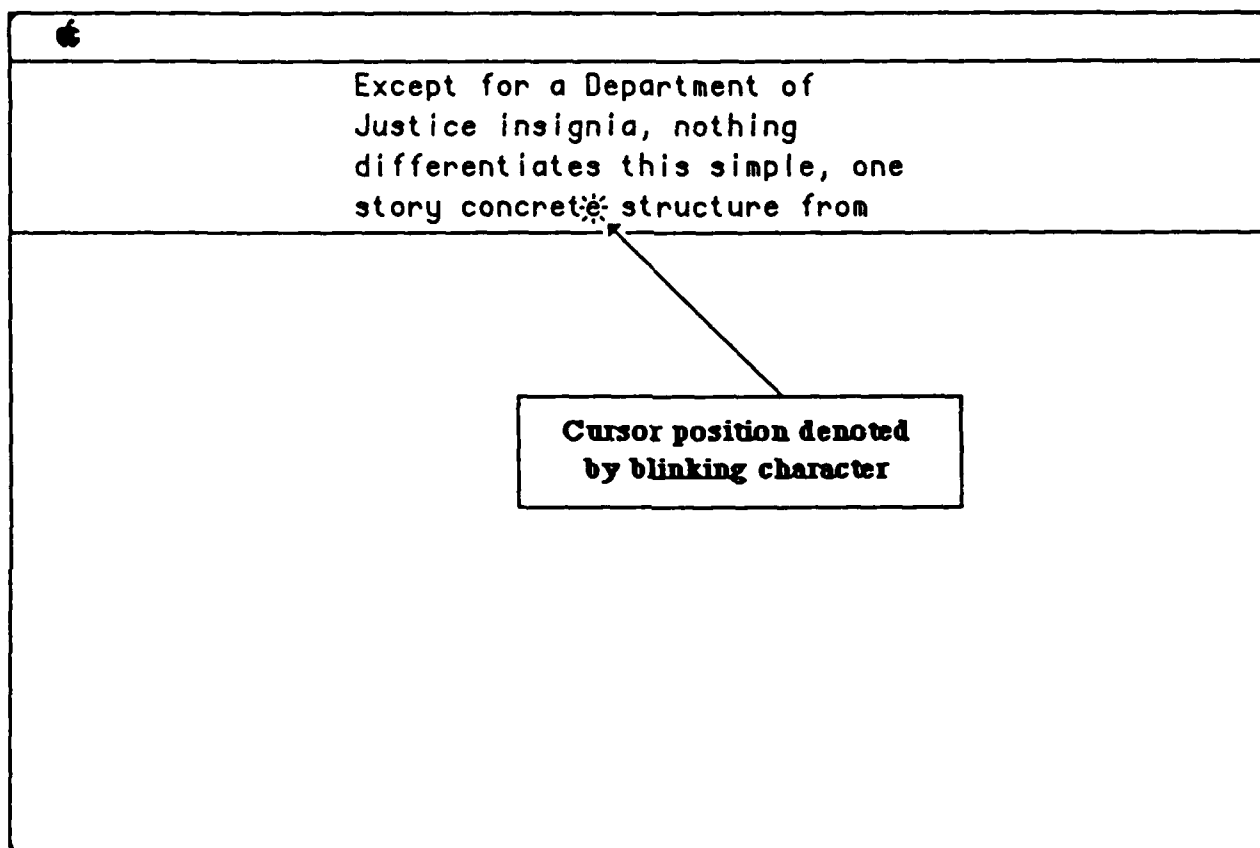 Except for a Department of
Justice insignia, nothing
differentiates this simple, one
story concrete structure from
Cursor position denoted
by blinking character